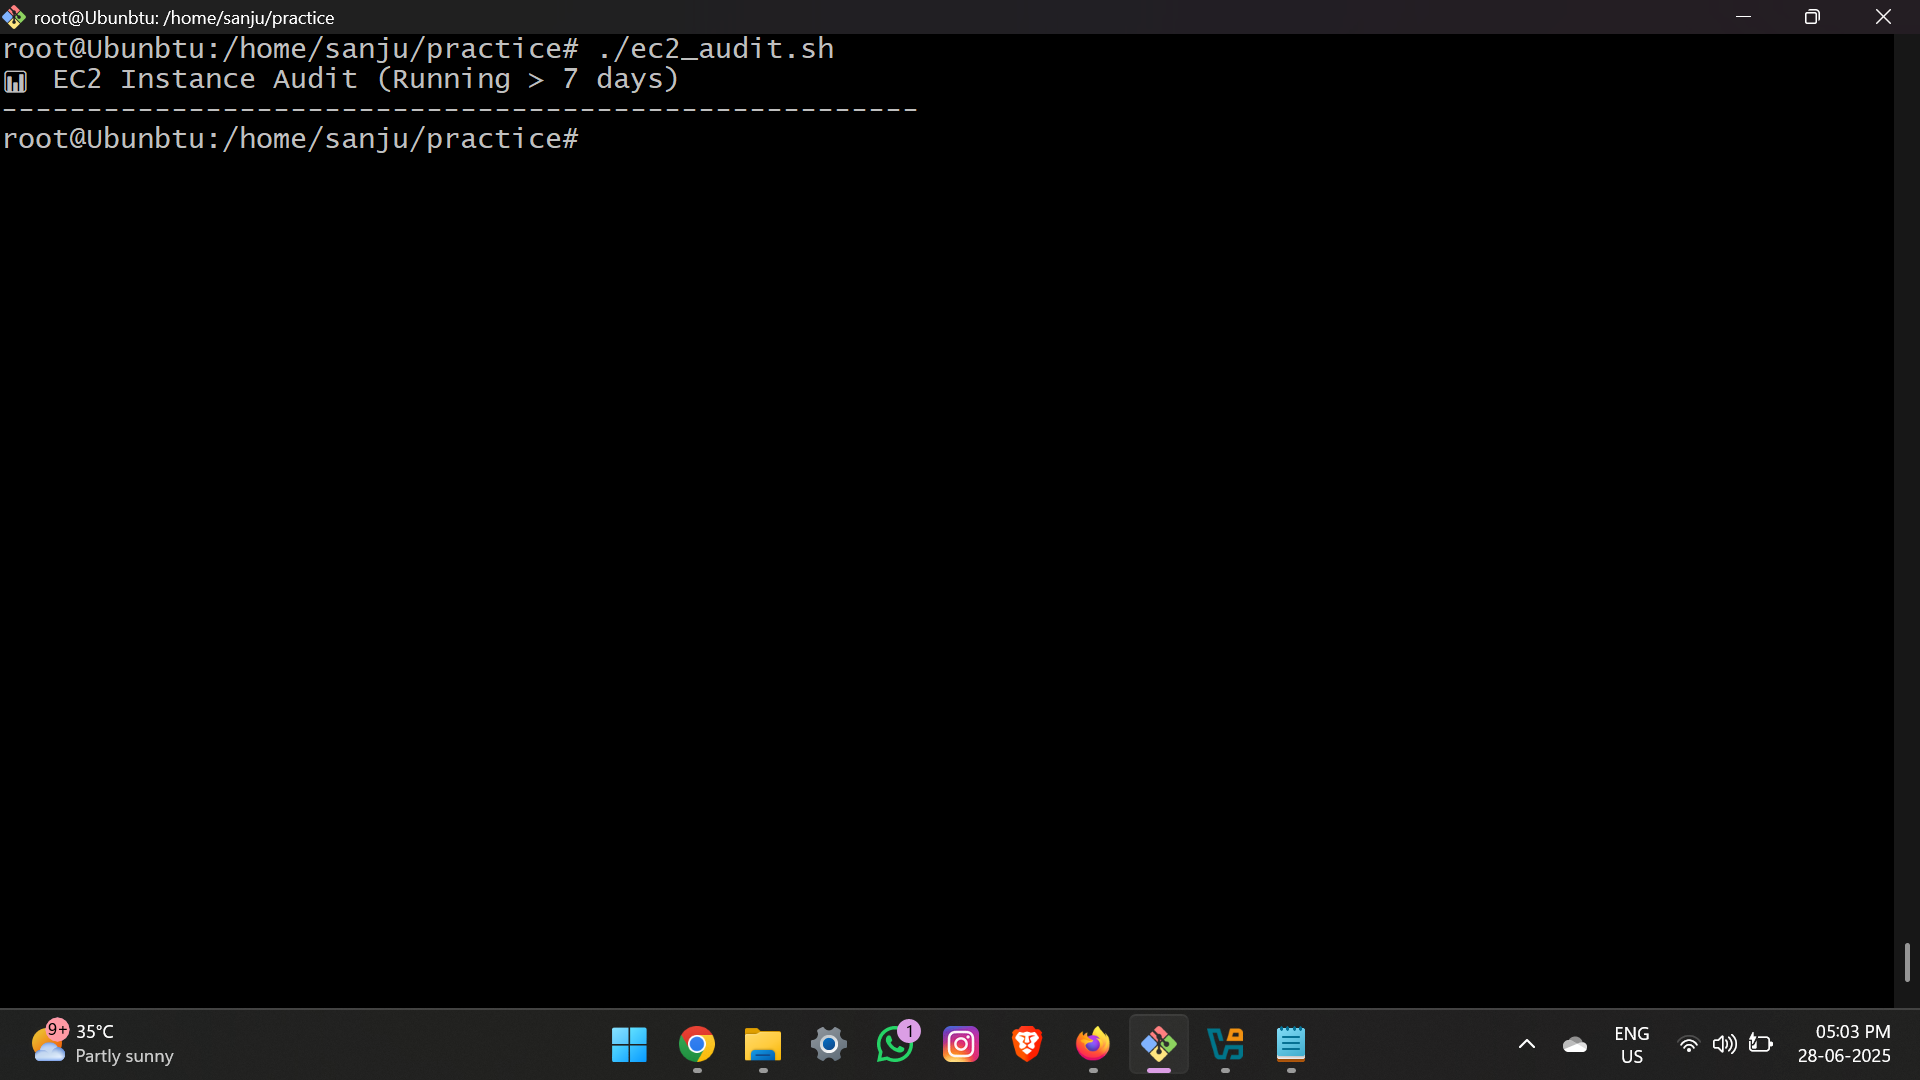 root@Ubunbtu: /home/sanju/practice
root@Ubunbtu:/home/sanju/practice# ./ec2_audit.sh
EC2 Instance Audit (Running > 7 days)
------------------------------------------------------
root@Ubunbtu:/home/sanju/practice#
9+
35°C
Partly sunny
1
ENG
US
05:03 PM
28-06-2025